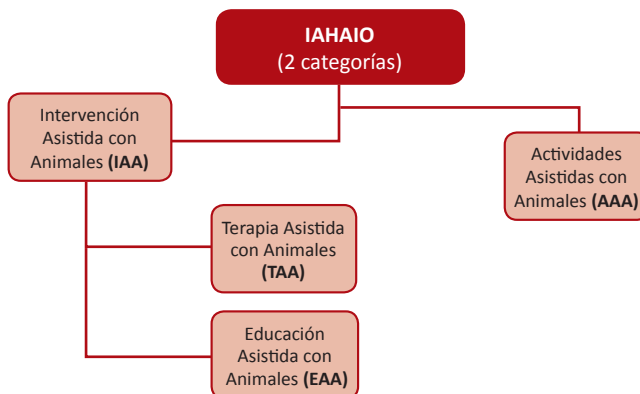 IAHAIO
(2 categorías)
Intervención
Asistida con
Animales (IAA)
Actividades
Asistidas con
Animales (AAA)
Terapia Asistida
con Animales
(TAA)
Educación
Asistida con
Animales (EAA)